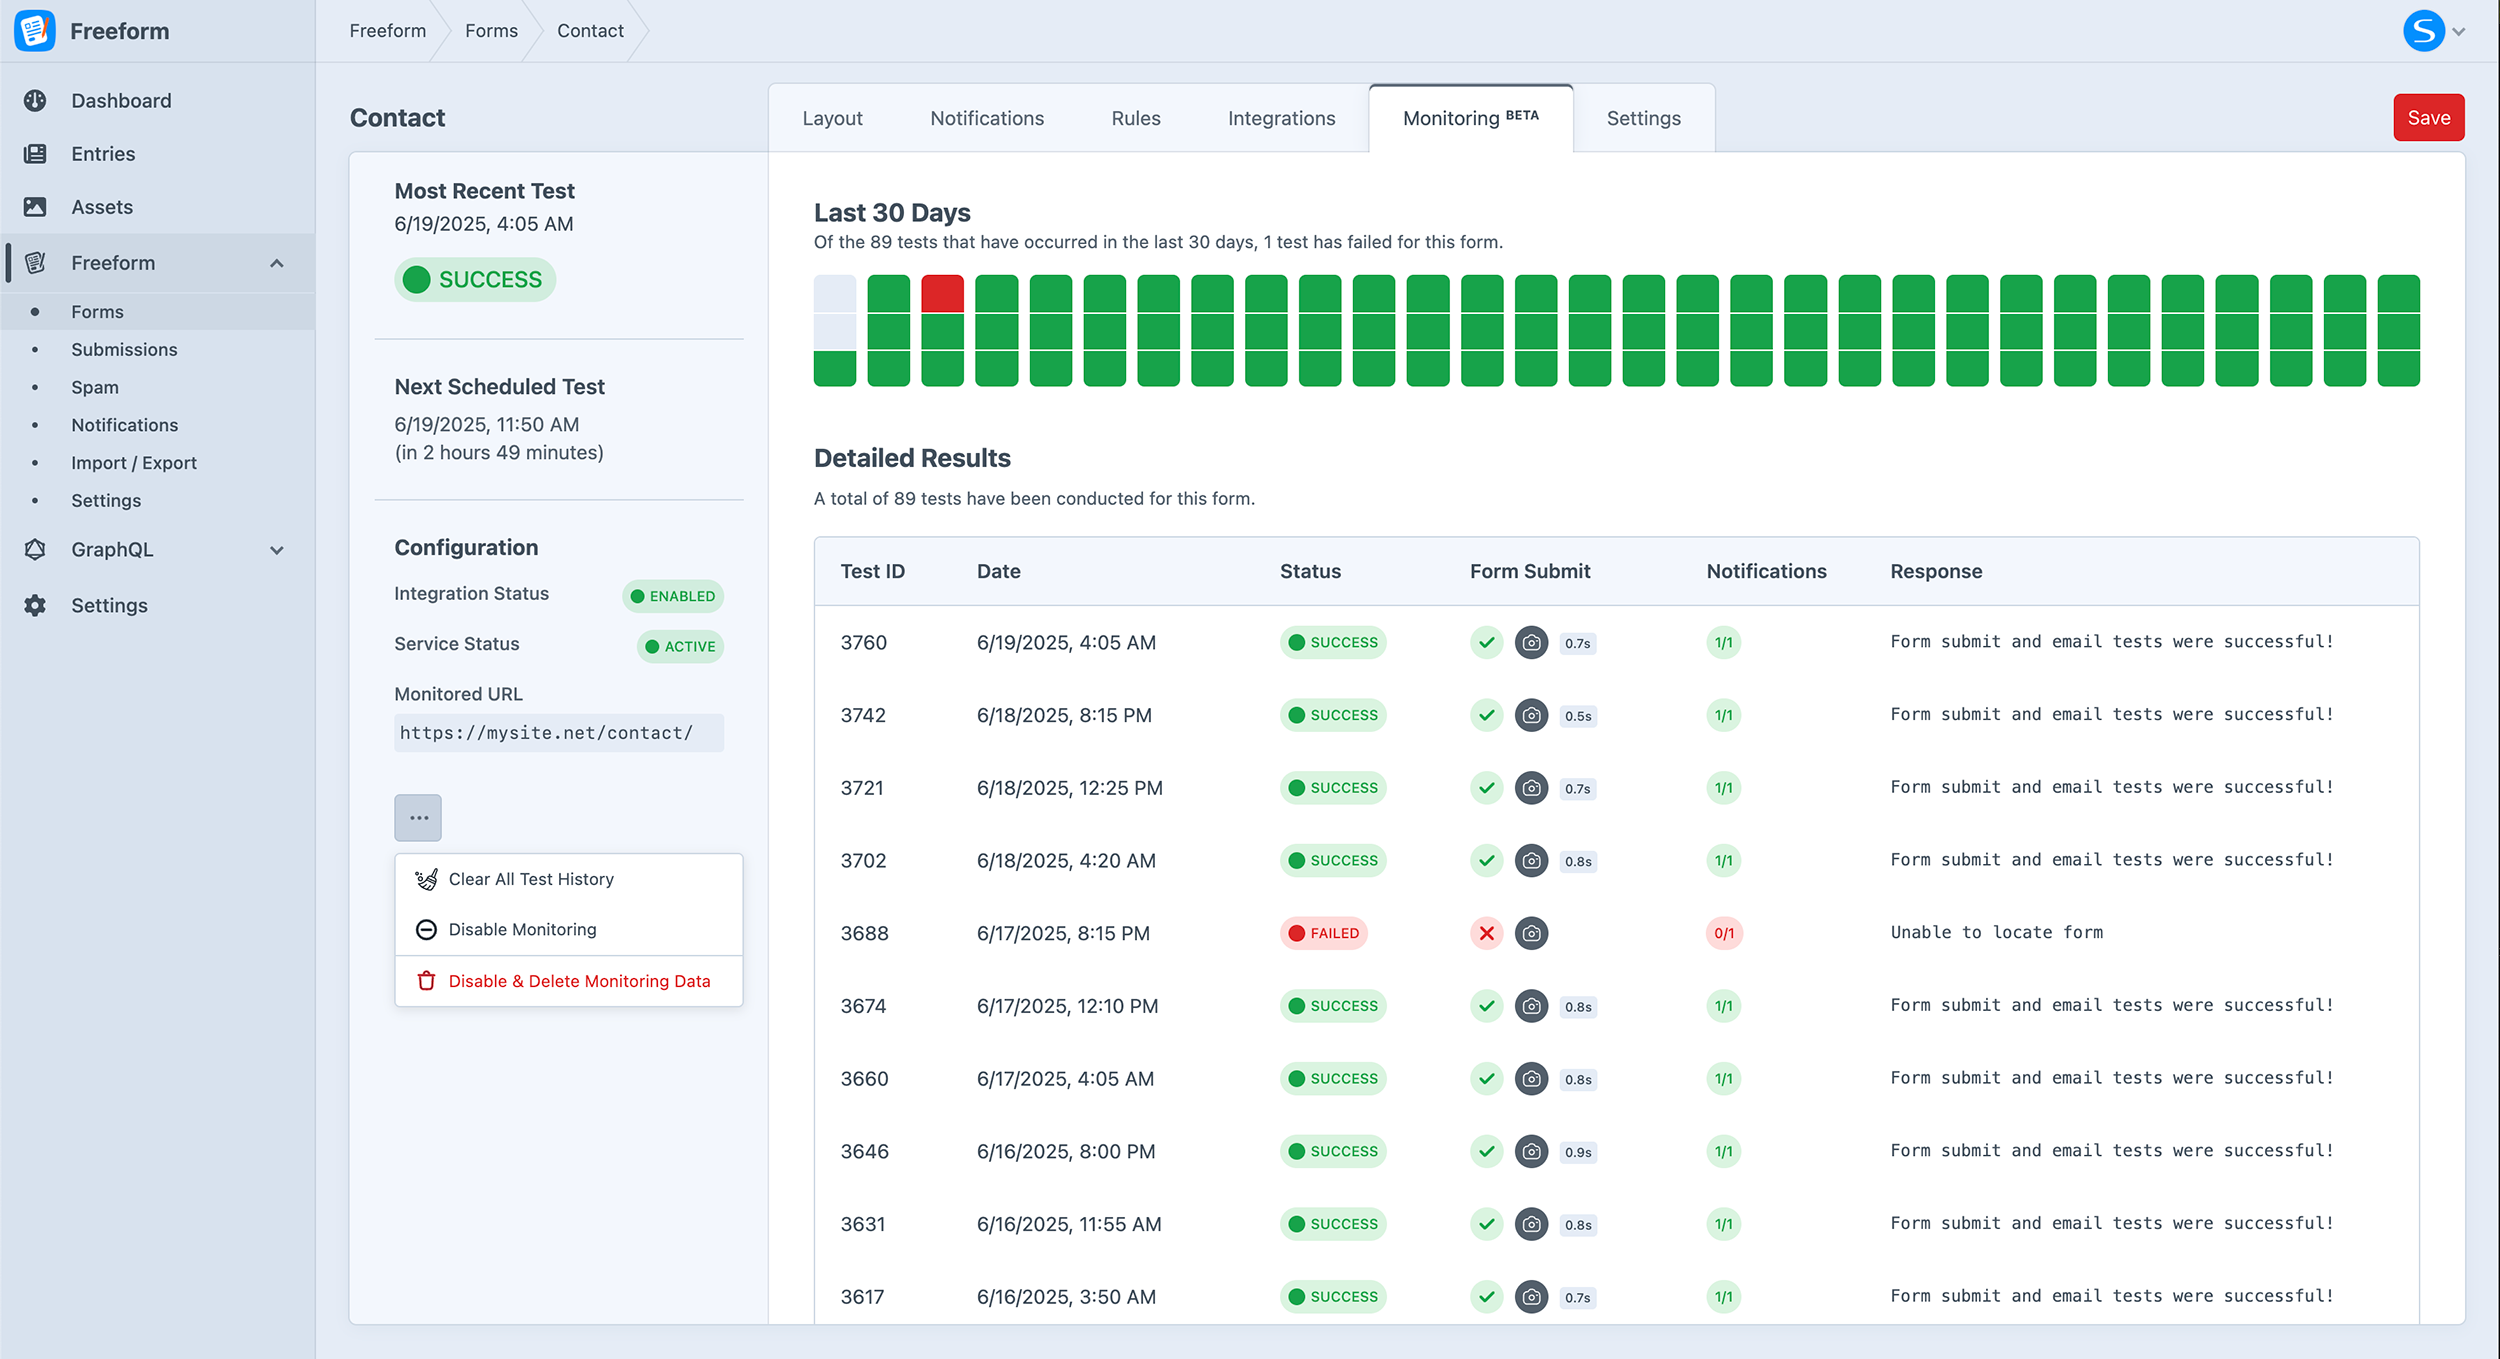 Freeform
Freeform
Forms
Contact
Dashboard
Entries
Assets
Freeform
Forms
Submissions
Spam
Notifications
Import / Export
Settings
GraphQL
Settings
Contact
Layout
Notifications
Rules
Integrations
Monitoring BETA
Settings
Save
Most Recent Test
6/19/2025, 4:05 AM
SUCCESS
Next Scheduled Test
6/19/2025, 11:50 AM
(in 2 hours 49 minutes)
Configuration
Integration Status ENABLED
Service Status ACTIVE
Monitored URL
https://mysite.net/contact/
Clear All Test History
Disable Monitoring
Disable & Delete Monitoring Data
Last 30 Days
Of the 89 tests that have occurred in the last 30 days, 1 test has failed for this form.
Detailed Results
A total of 89 tests have been conducted for this form.
Test ID Date Status Form Submit Notifications Response
3760 6/19/2025, 4:05 AM SUCCESS 0.7s 1/1 Form submit and email tests were successful!
3742 6/18/2025, 8:15 PM SUCCESS 0.5s 1/1 Form submit and email tests were successful!
3721 6/18/2025, 12:25 PM SUCCESS 0.7s 1/1 Form submit and email tests were successful!
3702 6/18/2025, 4:20 AM SUCCESS 0.8s 1/1 Form submit and email tests were successful!
3688 6/17/2025, 8:15 PM FAILED 0/1 Unable to locate form
3674 6/17/2025, 12:10 PM SUCCESS 0.8s 1/1 Form submit and email tests were successful!
3660 6/17/2025, 4:05 AM SUCCESS 0.8s 1/1 Form submit and email tests were successful!
3646 6/16/2025, 8:00 PM SUCCESS 0.9s 1/1 Form submit and email tests were successful!
3631 6/16/2025, 11:55 AM SUCCESS 0.8s 1/1 Form submit and email tests were successful!
3617 6/16/2025, 3:50 AM SUCCESS 0.7s 1/1 Form submit and email tests were successful!